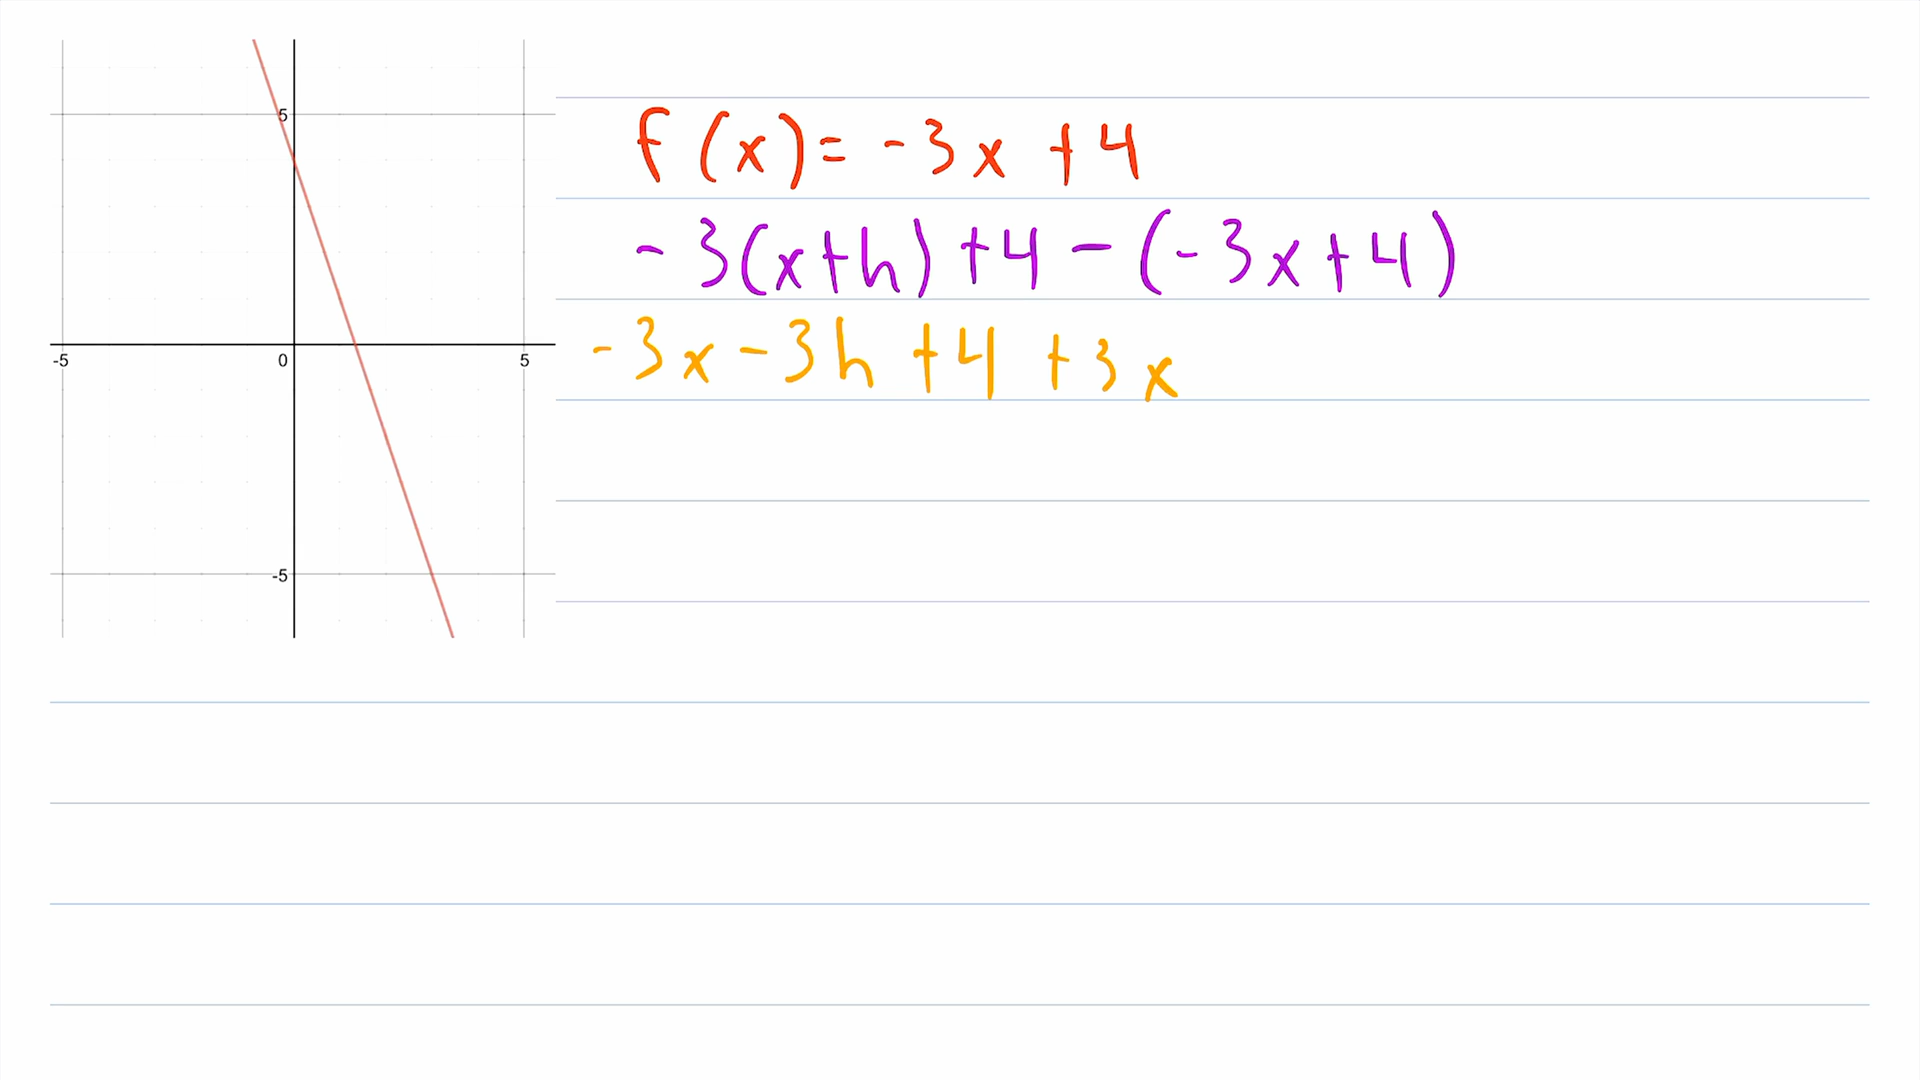 f(x) = -3x + 4
-3(x+h) + 4 - (-3x + 4)
-3x - 3h + 4 + 3x
5
-5
0
5
-5